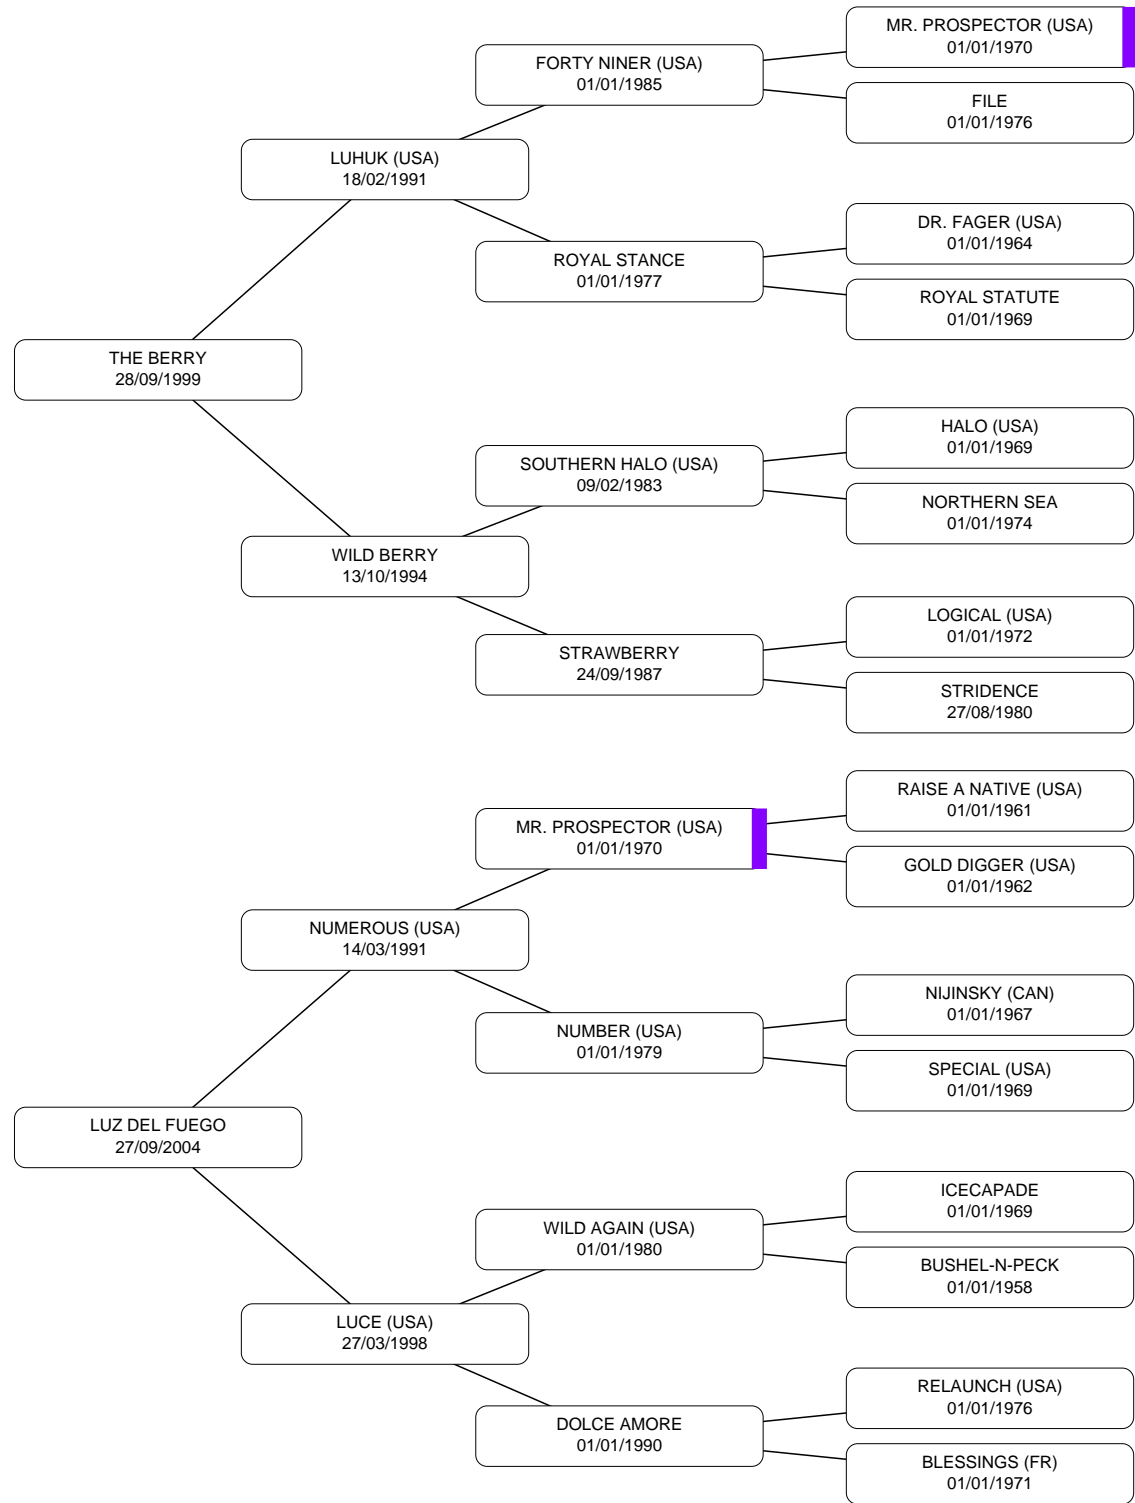 MR. PROSPECTOR (USA)
01/01/1970
FORTY NINER (USA)
01/01/1985
FILE
01/01/1976
LUHUK (USA)
18/02/1991
DR. FAGER (USA)
01/01/1964
ROYAL STANCE
01/01/1977
ROYAL STATUTE
01/01/1969
THE BERRY
28/09/1999
HALO (USA)
01/01/1969
SOUTHERN HALO (USA)
09/02/1983
NORTHERN SEA
01/01/1974
WILD BERRY
13/10/1994
LOGICAL (USA)
01/01/1972
STRAWBERRY
24/09/1987
STRIDENCE
27/08/1980
RAISE A NATIVE (USA)
01/01/1961
MR. PROSPECTOR (USA)
01/01/1970
GOLD DIGGER (USA)
01/01/1962
NUMEROUS (USA)
14/03/1991
NIJINSKY (CAN)
01/01/1967
NUMBER (USA)
01/01/1979
SPECIAL (USA)
01/01/1969
LUZ DEL FUEGO
27/09/2004
ICECAPADE
01/01/1969
WILD AGAIN (USA)
01/01/1980
BUSHEL-N-PECK
01/01/1958
LUCE (USA)
27/03/1998
RELAUNCH (USA)
01/01/1976
DOLCE AMORE
01/01/1990
BLESSINGS (FR)
01/01/1971